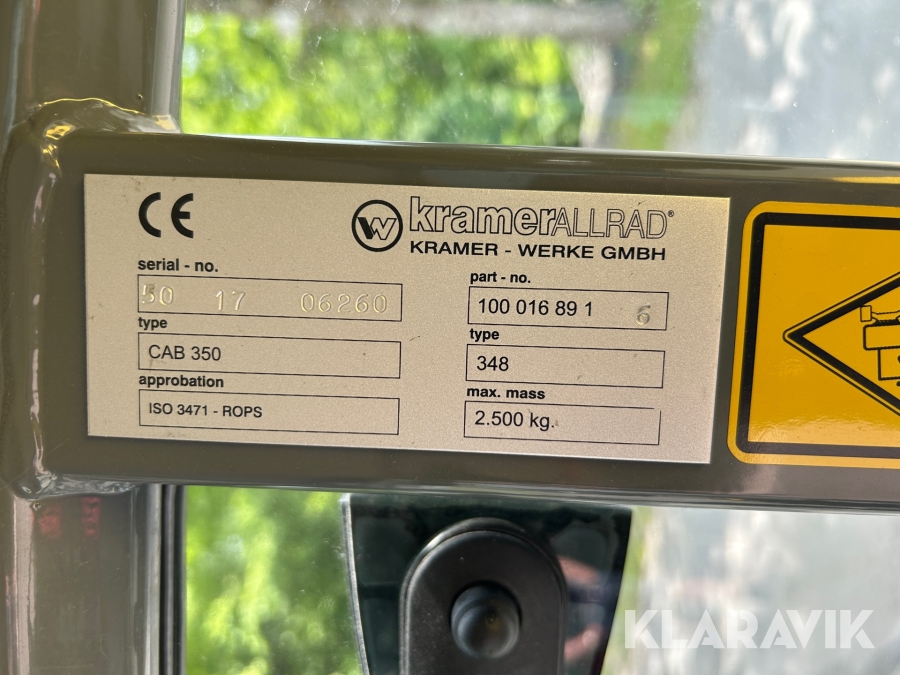 CE
kramerALLRAD®
KRAMER - WERKE GMBH
serial - no.
50 17 06260
type
CAB 350
approbation
ISO 3471 - ROPS
part - no.
100 016 89 1 6
type
348
max. mass
2.500 kg.
KLARAVIK